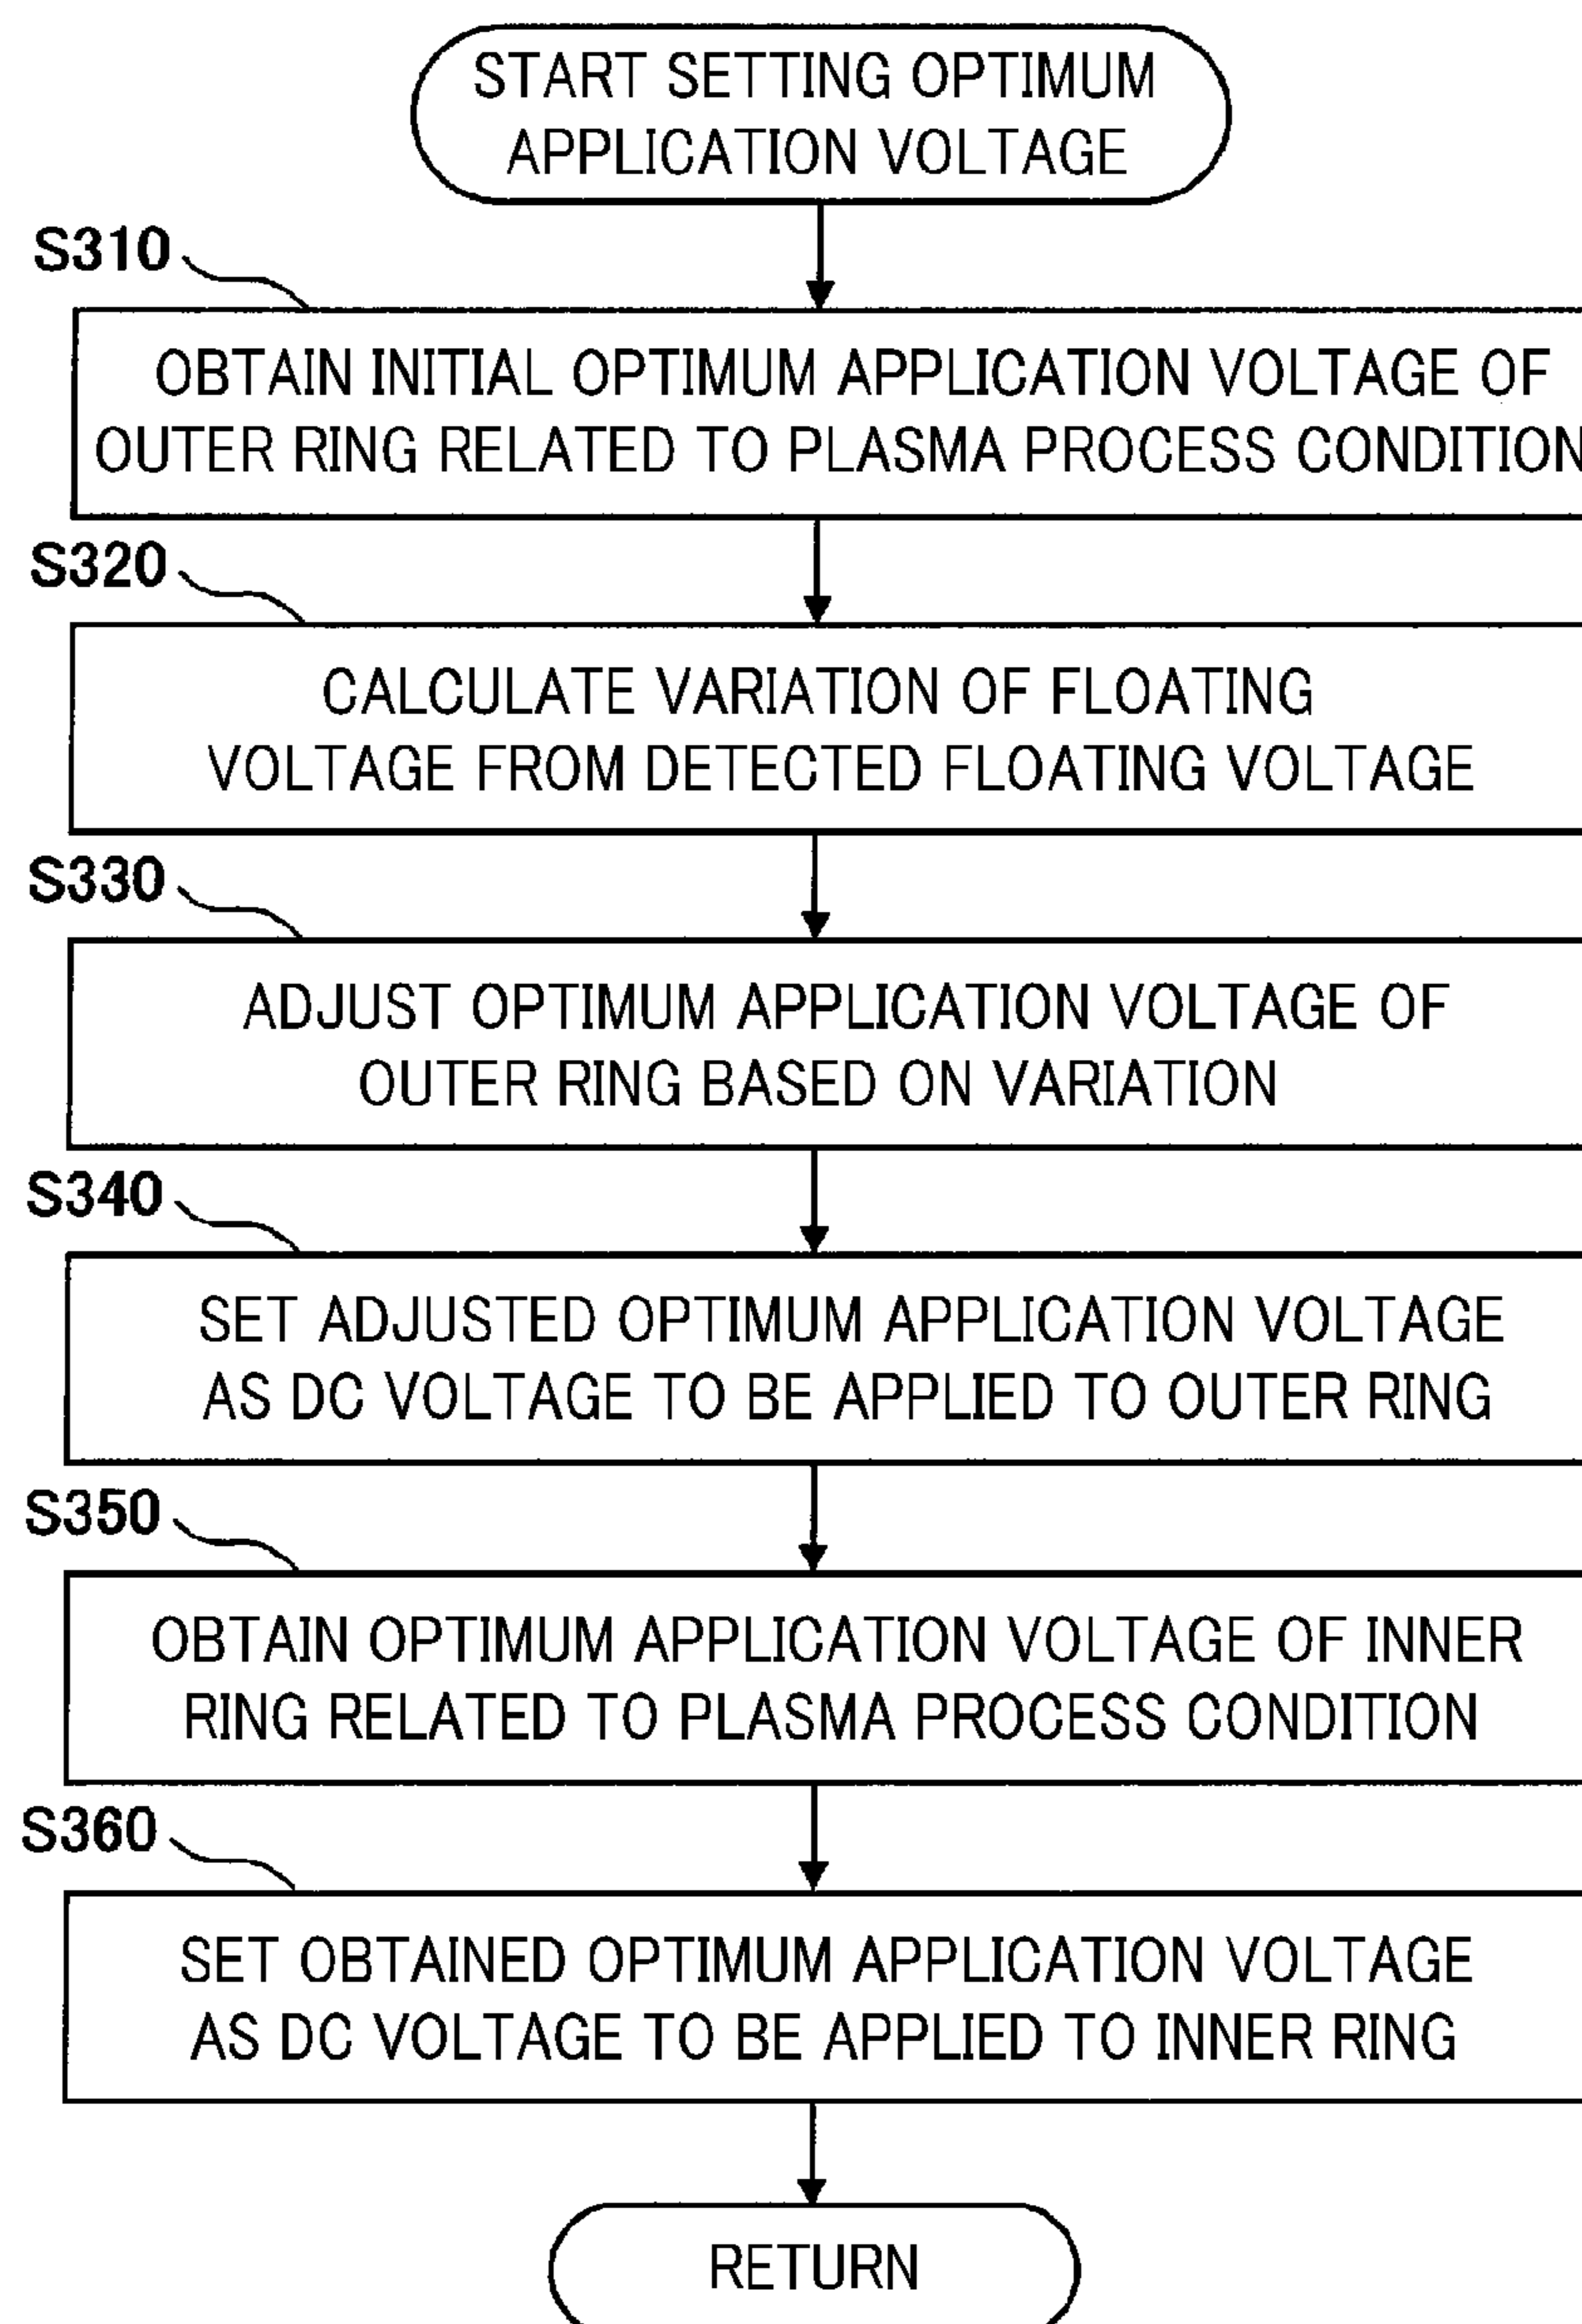 START SETTING OPTIMUM
APPLICATION VOLTAGE
S310
OBTAIN INITIAL OPTIMUM APPLICATION VOLTAGE OF
OUTER RING RELATED TO PLASMA PROCESS CONDITION
S320
CALCULATE VARIATION OF FLOATING
VOLTAGE FROM DETECTED FLOATING VOLTAGE
S330
ADJUST OPTIMUM APPLICATION VOLTAGE OF
OUTER RING BASED ON VARIATION
S340
SET ADJUSTED OPTIMUM APPLICATION VOLTAGE
AS DC VOLTAGE TO BE APPLIED TO OUTER RING
S350
OBTAIN OPTIMUM APPLICATION VOLTAGE OF INNER
RING RELATED TO PLASMA PROCESS CONDITION
S360
SET OBTAINED OPTIMUM APPLICATION VOLTAGE
AS DC VOLTAGE TO BE APPLIED TO INNER RING
RETURN